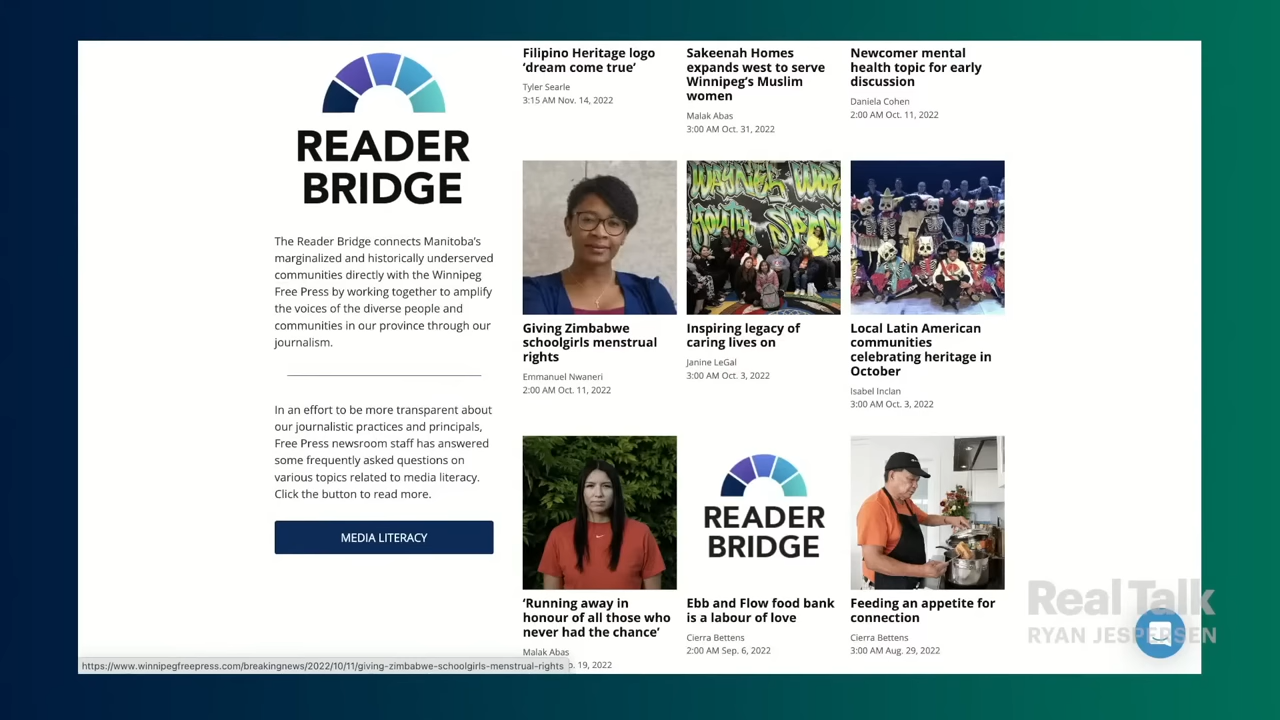 READER
BRIDGE
The Reader Bridge connects Manitoba's
marginalized and historically underserved
communities directly with the Winnipeg
Free Press by working together to amplify
the voices of the diverse people and
communities in our province through our
journalism.
In an effort to be more transparent about
our journalistic practices and principals,
Free Press newsroom staff has answered
some frequently asked questions on
various topics related to media literacy.
Click the button to read more.
MEDIA LITERACY
Filipino Heritage logo
‘dream come true’
Tyler Searle
3:15 AM Nov. 14, 2022
Sakeenah Homes
expands west to serve
Winnipeg’s Muslim
women
Malak Abas
3:00 AM Oct. 31, 2022
Newcomer mental
health topic for early
discussion
Daniela Cohen
2:00 AM Oct. 11, 2022
Giving Zimbabwe
schoolgirls menstrual
rights
Emmanuel Nwaneri
2:00 AM Oct. 11, 2022
WAYNE'S WOR
YOUTH SPACE
Inspiring legacy of
caring lives on
Janine LeGal
3:00 AM Oct. 3, 2022
Local Latin American
communities
celebrating heritage in
October
Isabel Inclan
3:00 AM Oct. 3, 2022
‘Running away in
honour of all those who
never had the chance’
Malak Abas
p. 19, 2022
READER
BRIDGE
Ebb and Flow food bank
is a labour of love
Cierra Bettens
2:00 AM Sep. 6, 2022
Feeding an appetite for
connection
Cierra Bettens
3:00 AM Aug. 29, 2022
https://www.winnipegfreepress.com/breakingnews/2022/10/11/giving-zimbabwe-schoolgirls-menstrual-rights
Real Talk
RYAN JESPERSEN